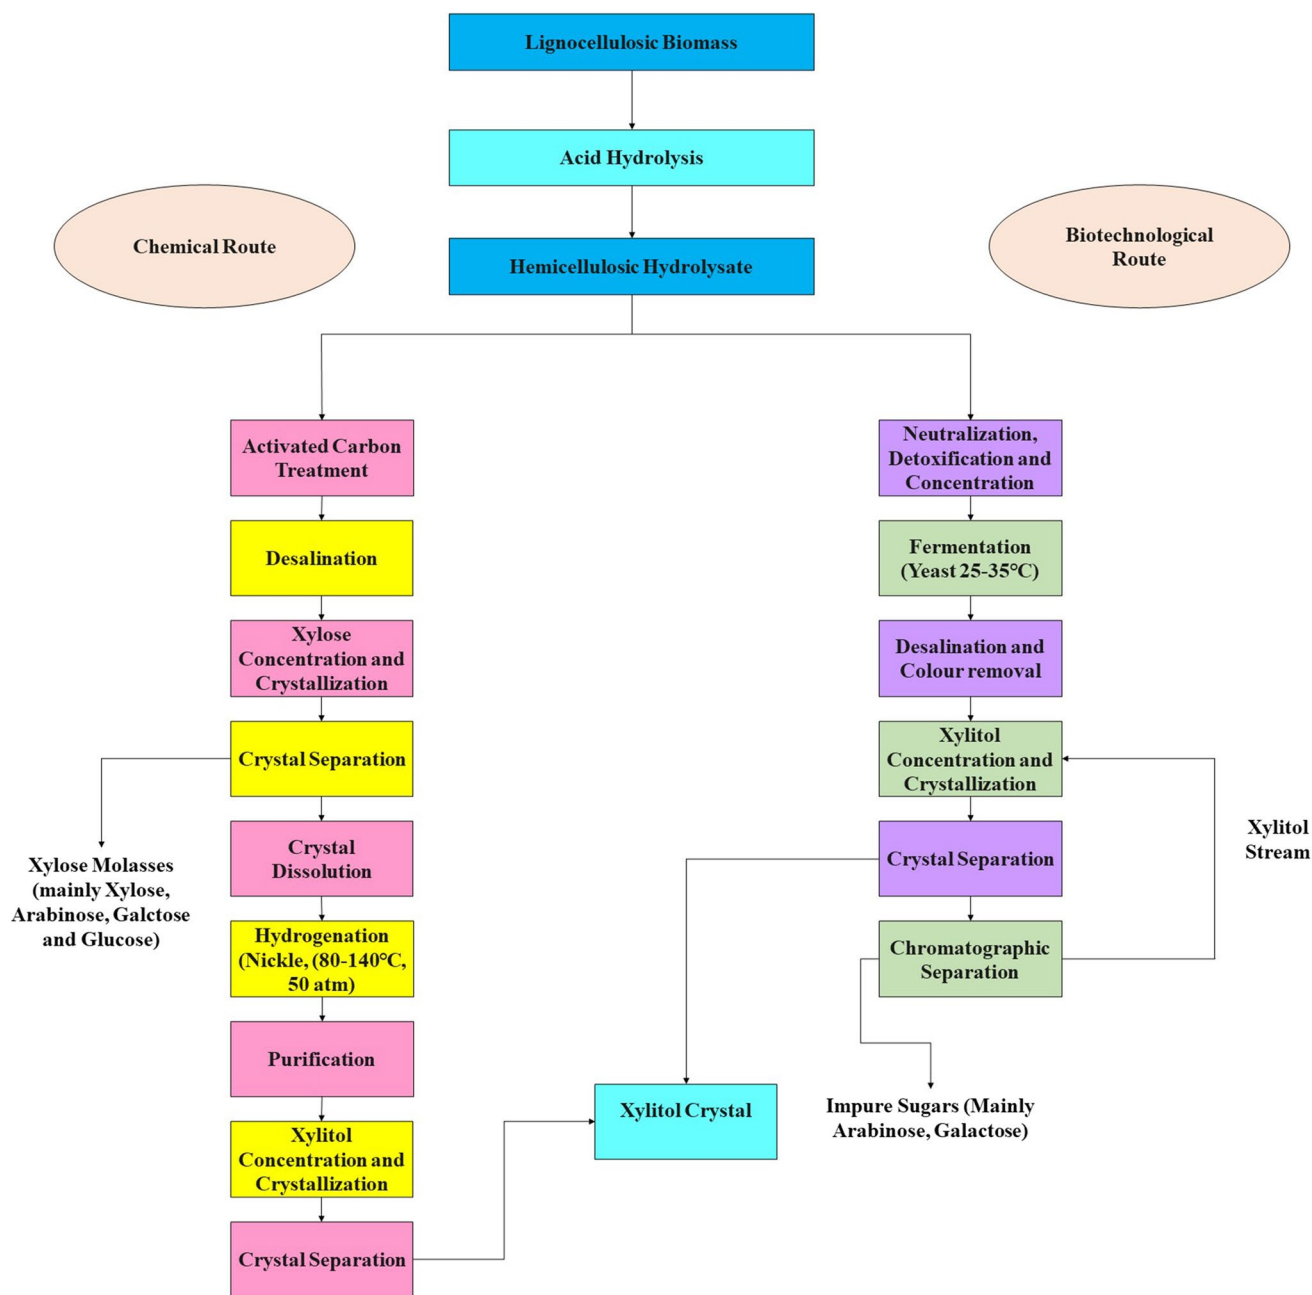 Lignocellulosic Biomass
Acid Hydrolysis
Chemical Route
Biotechnological
Route
Hemicellulosic Hydrolysate
Activated Carbon
Treatment
Desalination
Xylose
Concentration and
Crystallization
Crystal Separation
Xylose Molasses
(mainly Xylose,
Arabinose, Galctose
and Glucose)
Crystal
Dissolution
Hydrogenation
(Nickle, (80-140°C,
50 atm)
Purification
Xylitol
Concentration and
Crystallization
Crystal Separation
Neutralization,
Detoxification and
Concentration
Fermentation
(Yeast 25-35°C)
Desalination and
Colour removal
Xylitol
Concentration and
Crystallization
Crystal Separation
Xylitol
Stream
Chromatographic
Separation
Impure Sugars (Mainly
Arabinose, Galactose)
Xylitol Crystal